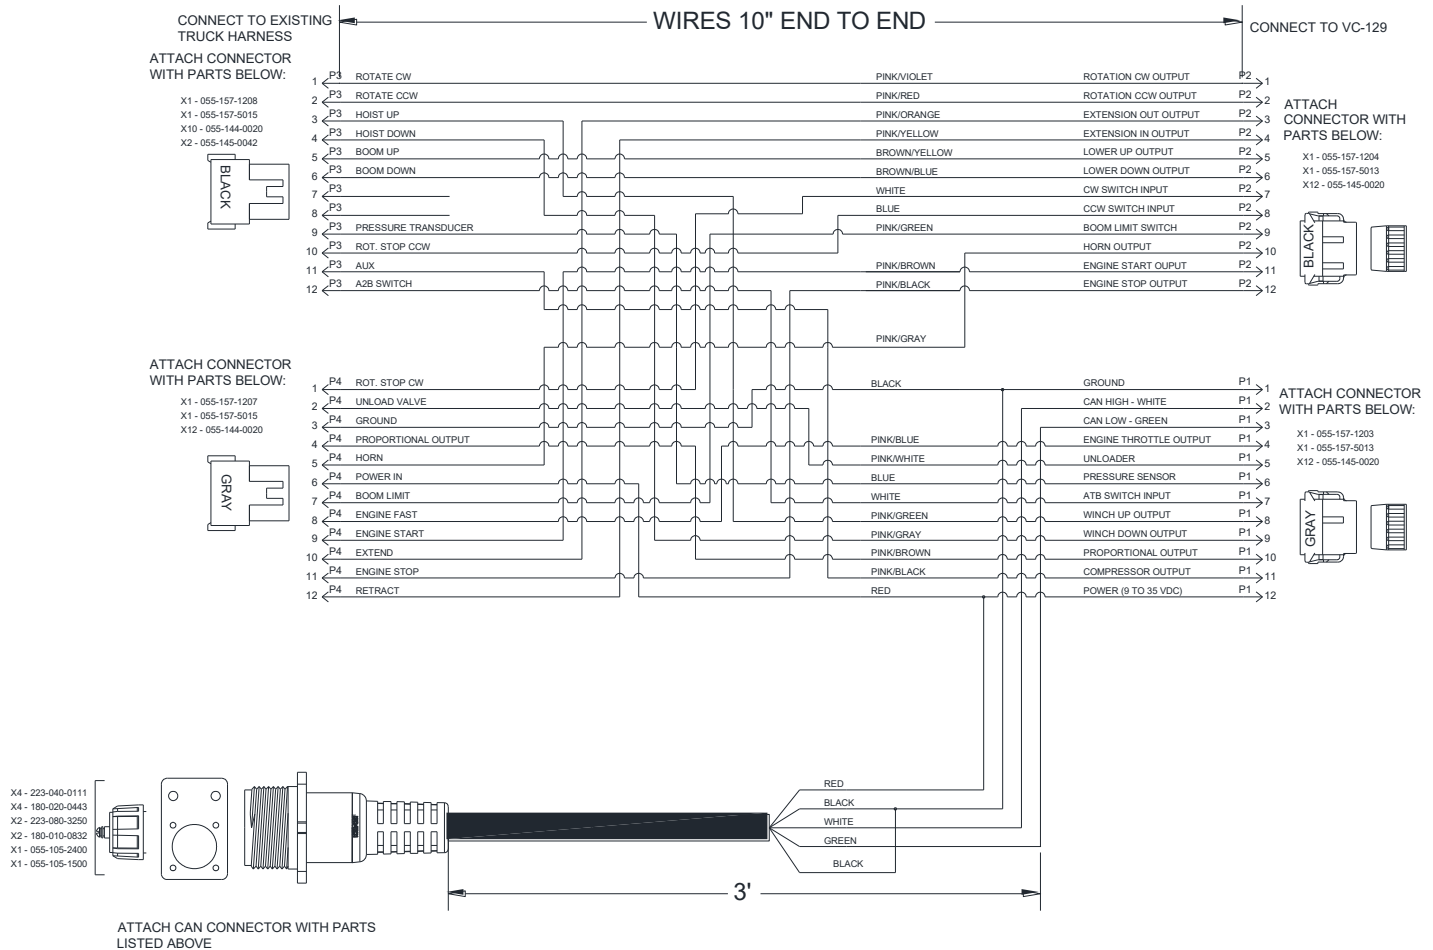 CONNECT TO EXISTING
TRUCK HARNESS
WIRES 10" END TO END
CONNECT TO VC-129
ATTACH CONNECTOR
WITH PARTS BELOW:
X1 - 055-157-1208
X1 - 055-157-5015
X10 - 055-144-0020
X2 - 055-145-0042
BLACK
1 P3 ROTATE CW PINK/VIOLET ROTATION CW OUTPUT P2 1
2 P3 ROTATE CCW PINK/RED ROTATION CCW OUTPUT P2 2
3 P3 HOIST UP PINK/ORANGE EXTENSION OUT OUTPUT P2 3
4 P3 HOIST DOWN PINK/YELLOW EXTENSION IN OUTPUT P2 4
5 P3 BOOM UP BROWN/YELLOW LOWER UP OUTPUT P2 5
6 P3 BOOM DOWN BROWN/BLUE LOWER DOWN OUTPUT P2 6
7 P3 WHITE CW SWITCH INPUT P2 7
8 P3 BLUE CCW SWITCH INPUT P2 8
9 P3 PRESSURE TRANSDUCER PINK/GREEN BOOM LIMIT SWITCH P2 9
10 P3 ROT. STOP CCW HORN OUTPUT P2 10
11 P3 AUX PINK/BROWN ENGINE START OUPUT P2 11
12 P3 A2B SWITCH PINK/BLACK ENGINE STOP OUTPUT P2 12
PINK/GRAY
ATTACH
CONNECTOR WITH
PARTS BELOW:
X1 - 055-157-1204
X1 - 055-157-5013
X12 - 055-145-0020
BLACK
ATTACH CONNECTOR
WITH PARTS BELOW:
X1 - 055-157-1207
X1 - 055-157-5015
X12 - 055-144-0020
GRAY
1 P4 ROT. STOP CW BLACK GROUND P1 1
2 P4 UNLOAD VALVE CAN HIGH - WHITE P1 2
3 P4 GROUND CAN LOW - GREEN P1 3
4 P4 PROPORTIONAL OUTPUT PINK/BLUE ENGINE THROTTLE OUTPUT P1 4
5 P4 HORN PINK/WHITE UNLOADER P1 5
6 P4 POWER IN BLUE PRESSURE SENSOR P1 6
7 P4 BOOM LIMIT WHITE ATB SWITCH INPUT P1 7
8 P4 ENGINE FAST PINK/GREEN WINCH UP OUTPUT P1 8
9 P4 ENGINE START PINK/GRAY WINCH DOWN OUTPUT P1 9
10 P4 EXTEND PINK/BROWN PROPORTIONAL OUTPUT P1 10
11 P4 ENGINE STOP PINK/BLACK COMPRESSOR OUTPUT P1 11
12 P4 RETRACT RED POWER (9 TO 35 VDC) P1 12
ATTACH CONNECTOR
WITH PARTS BELOW:
X1 - 055-157-1203
X1 - 055-157-5013
X12 - 055-145-0020
GRAY
X4 - 223-040-0111
X4 - 180-020-0443
X2 - 223-080-3250
X2 - 180-010-0832
X1 - 055-105-2400
X1 - 055-105-1500
RED
BLACK
WHITE
GREEN
BLACK
3'
ATTACH CAN CONNECTOR WITH PARTS
LISTED ABOVE